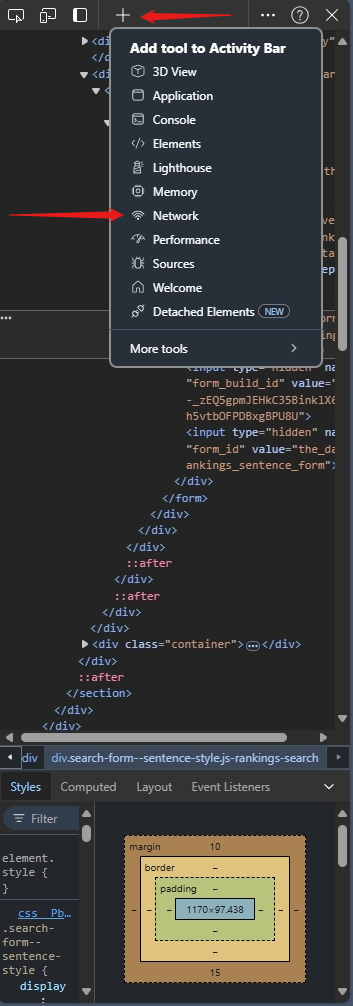 Add tool to Activity Bar
3D View
Application
Console
Elements
Lighthouse
Memory
Network
Performance
Sources
Welcome
Detached Elements NEW
More tools
<input type="hidden" na
"form_build_id" value="
-_zEQ5gpmJEHkC35BinklX6
h5vtbOFPDBxgBPU8U">
<input type="hidden" na
"form_id" value="the_da
ankings_sentence_form">
</div>
</form>
</div>
</div>
</div>
::after
</div>
::after
</div>
</div>
<div class="container"> … </div>
</div>
::after
</section>
</div>
</div>
div div.search-form--sentence-style.js-rankings-search
Styles Computed Layout Event Listeners
Filter
element.
style {
}
css_Pb…
.search-
form--
sentence-
style {
display
margin 10
border –
padding –
– – – 1170×97.438 – – –
–
–
15